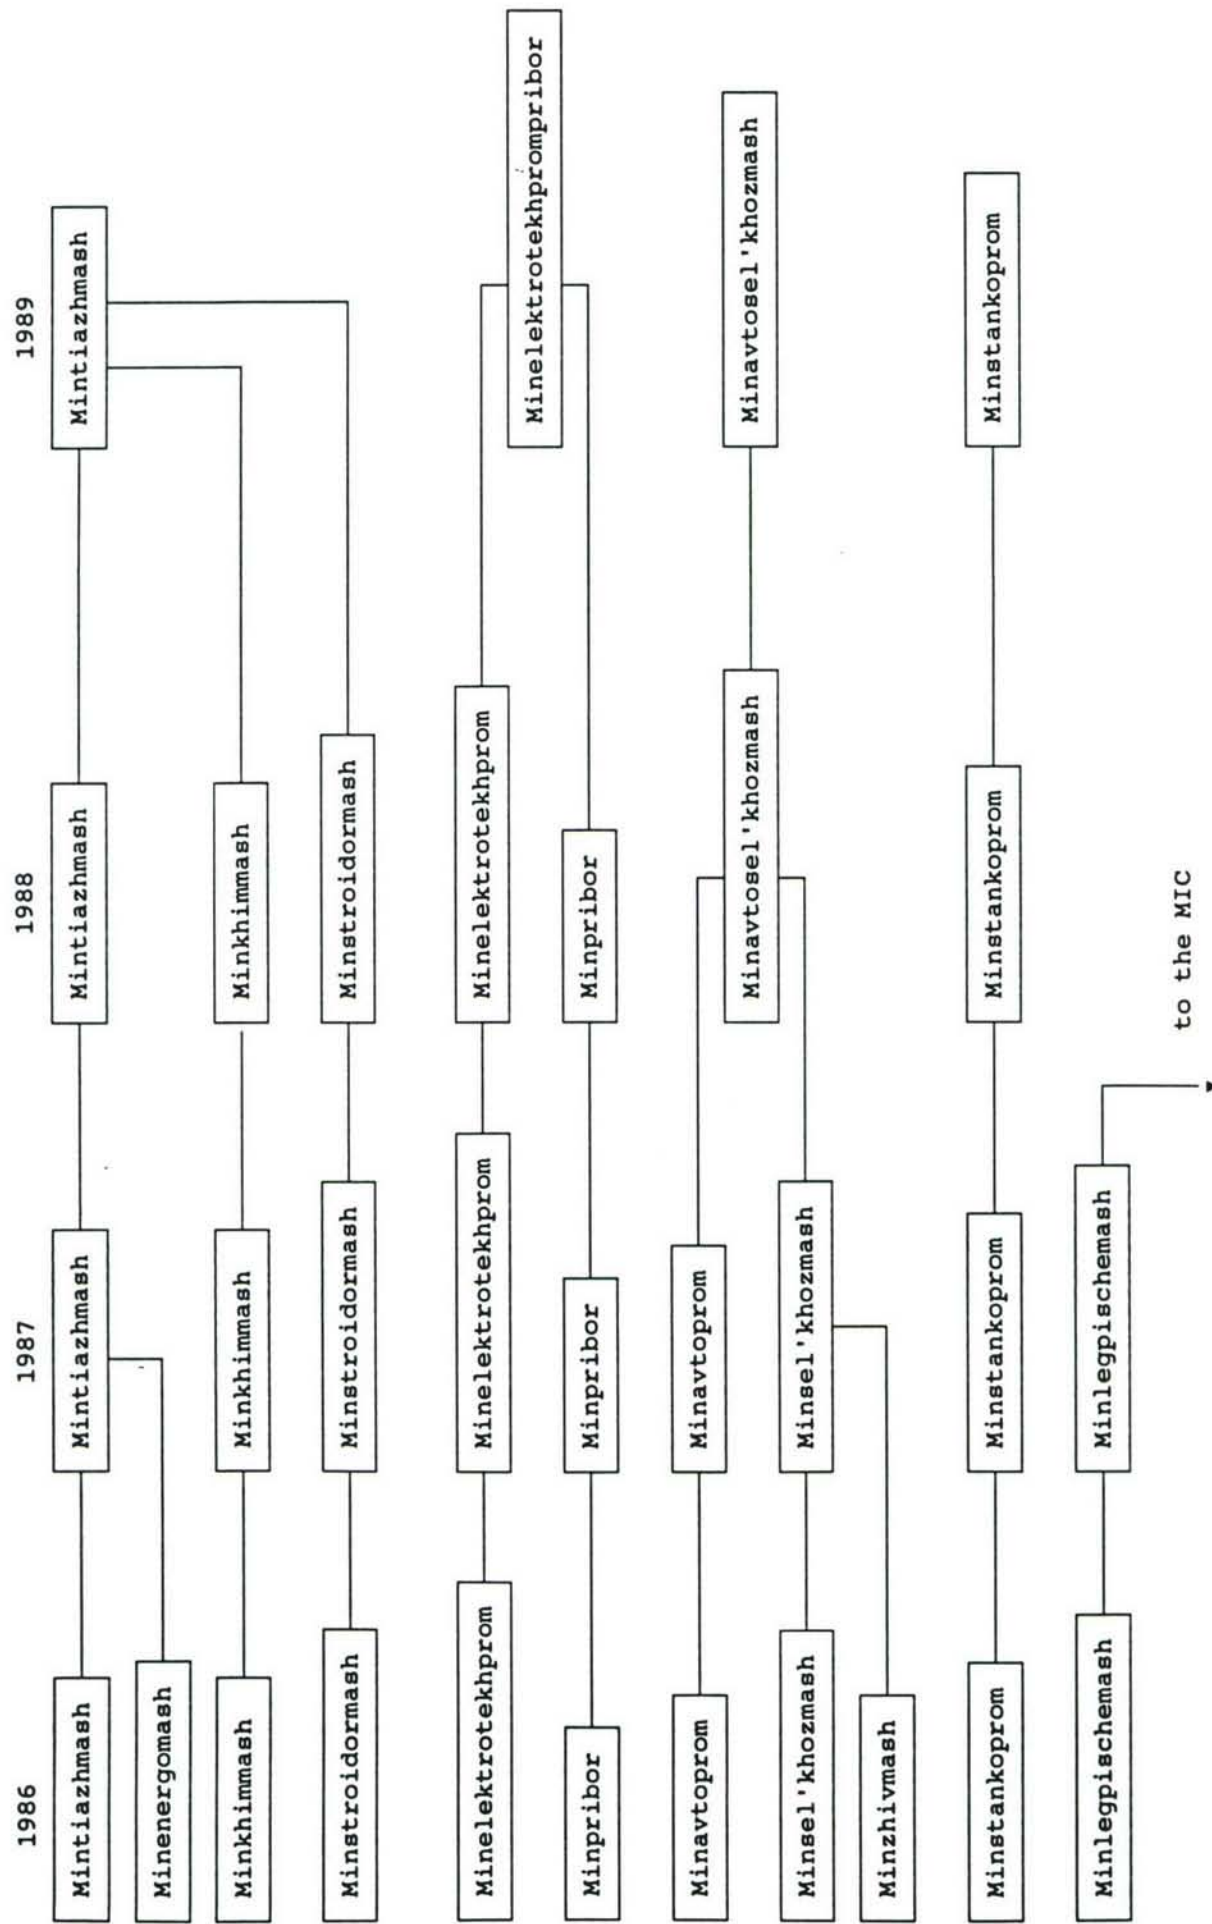 1986
1987
1988
1989
Mintiazhmash
Mintiazhmash
Mintiazhmash
Mintiazhmash
Minenergomash
Minkhimmash
Minkhimmash
Minkhimmash
Minstroidormash
Minstroidormash
Minstroidormash
Minelektrotekhprom
Minelektrotekhprom
Minelektrotekhprom
Minelektrotekhprompribor
Minpribor
Minpribor
Minpribor
Minavtoprom
Minavtoprom
Minavtosel'khozmash
Minavtosel'khozmash
Minsel'khozmash
Minsel'khozmash
Minzhivmash
Minstankoprom
Minstankoprom
Minstankoprom
Minstankoprom
Minlegpischemash
Minlegpischemash
to the MIC